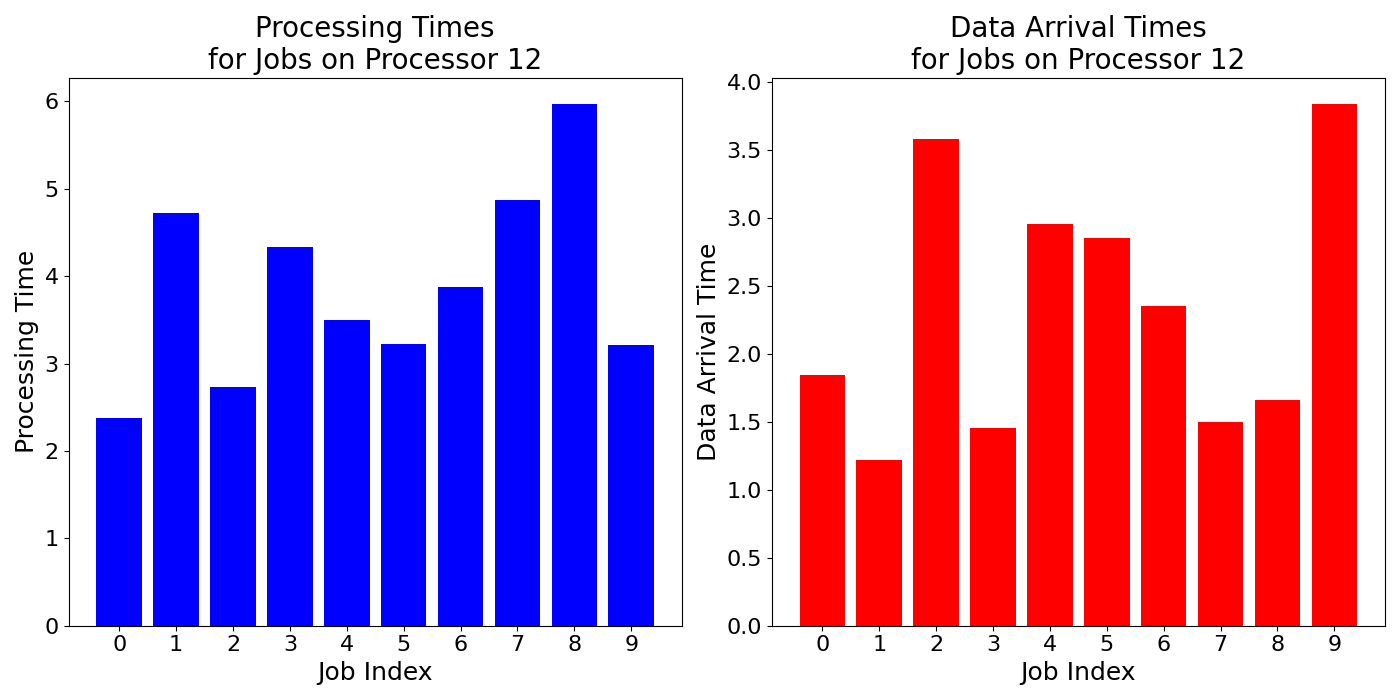 Processing Times
for Jobs on Processor 12
Processing Time
6
5
4
3
2
1
0
0 1 2 3 4 5 6 7 8 9
Job Index
Data Arrival Times
for Jobs on Processor 12
Data Arrival Time
4.0
3.5
3.0
2.5
2.0
1.5
1.0
0.5
0.0
0 1 2 3 4 5 6 7 8 9
Job Index